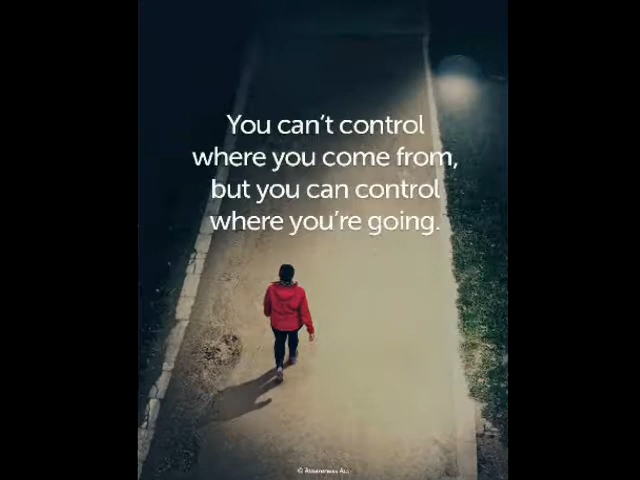 You can't control
where you come from,
but you can control
where you're going.